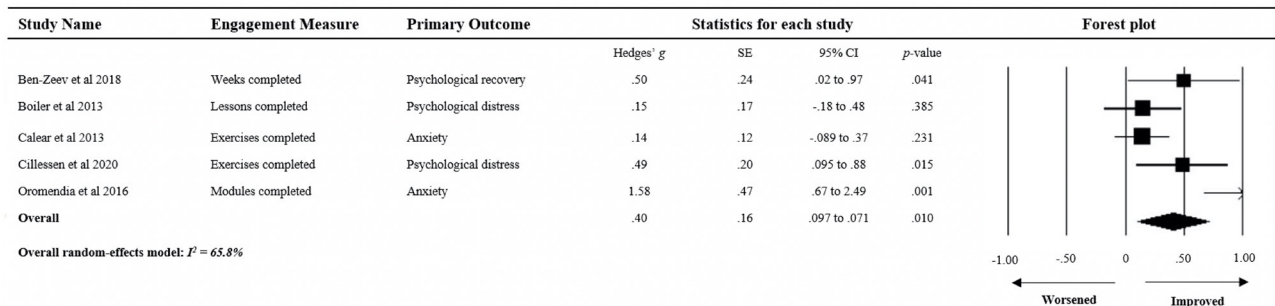 Study Name Engagement Measure Primary Outcome Statistics for each study Forest plot
Hedges' g SE 95% CI p-value
Ben-Zeev et al 2018 Weeks completed Psychological recovery .50 .24 .02 to .97 .041
Boiler et al 2013 Lessons completed Psychological distress .15 .17 -.18 to .48 .385
Calear et al 2013 Exercises completed Anxiety .14 .12 -.089 to .37 .231
Cillessen et al 2020 Exercises completed Psychological distress .49 .20 .095 to .88 .015
Oromendia et al 2016 Modules completed Anxiety 1.58 .47 .67 to 2.49 .001
Overall .40 .16 .097 to .071 .010
Overall random-effects model: I² = 65.8%
-1.00 -.50 0 .50 1.00
Worsened Improved